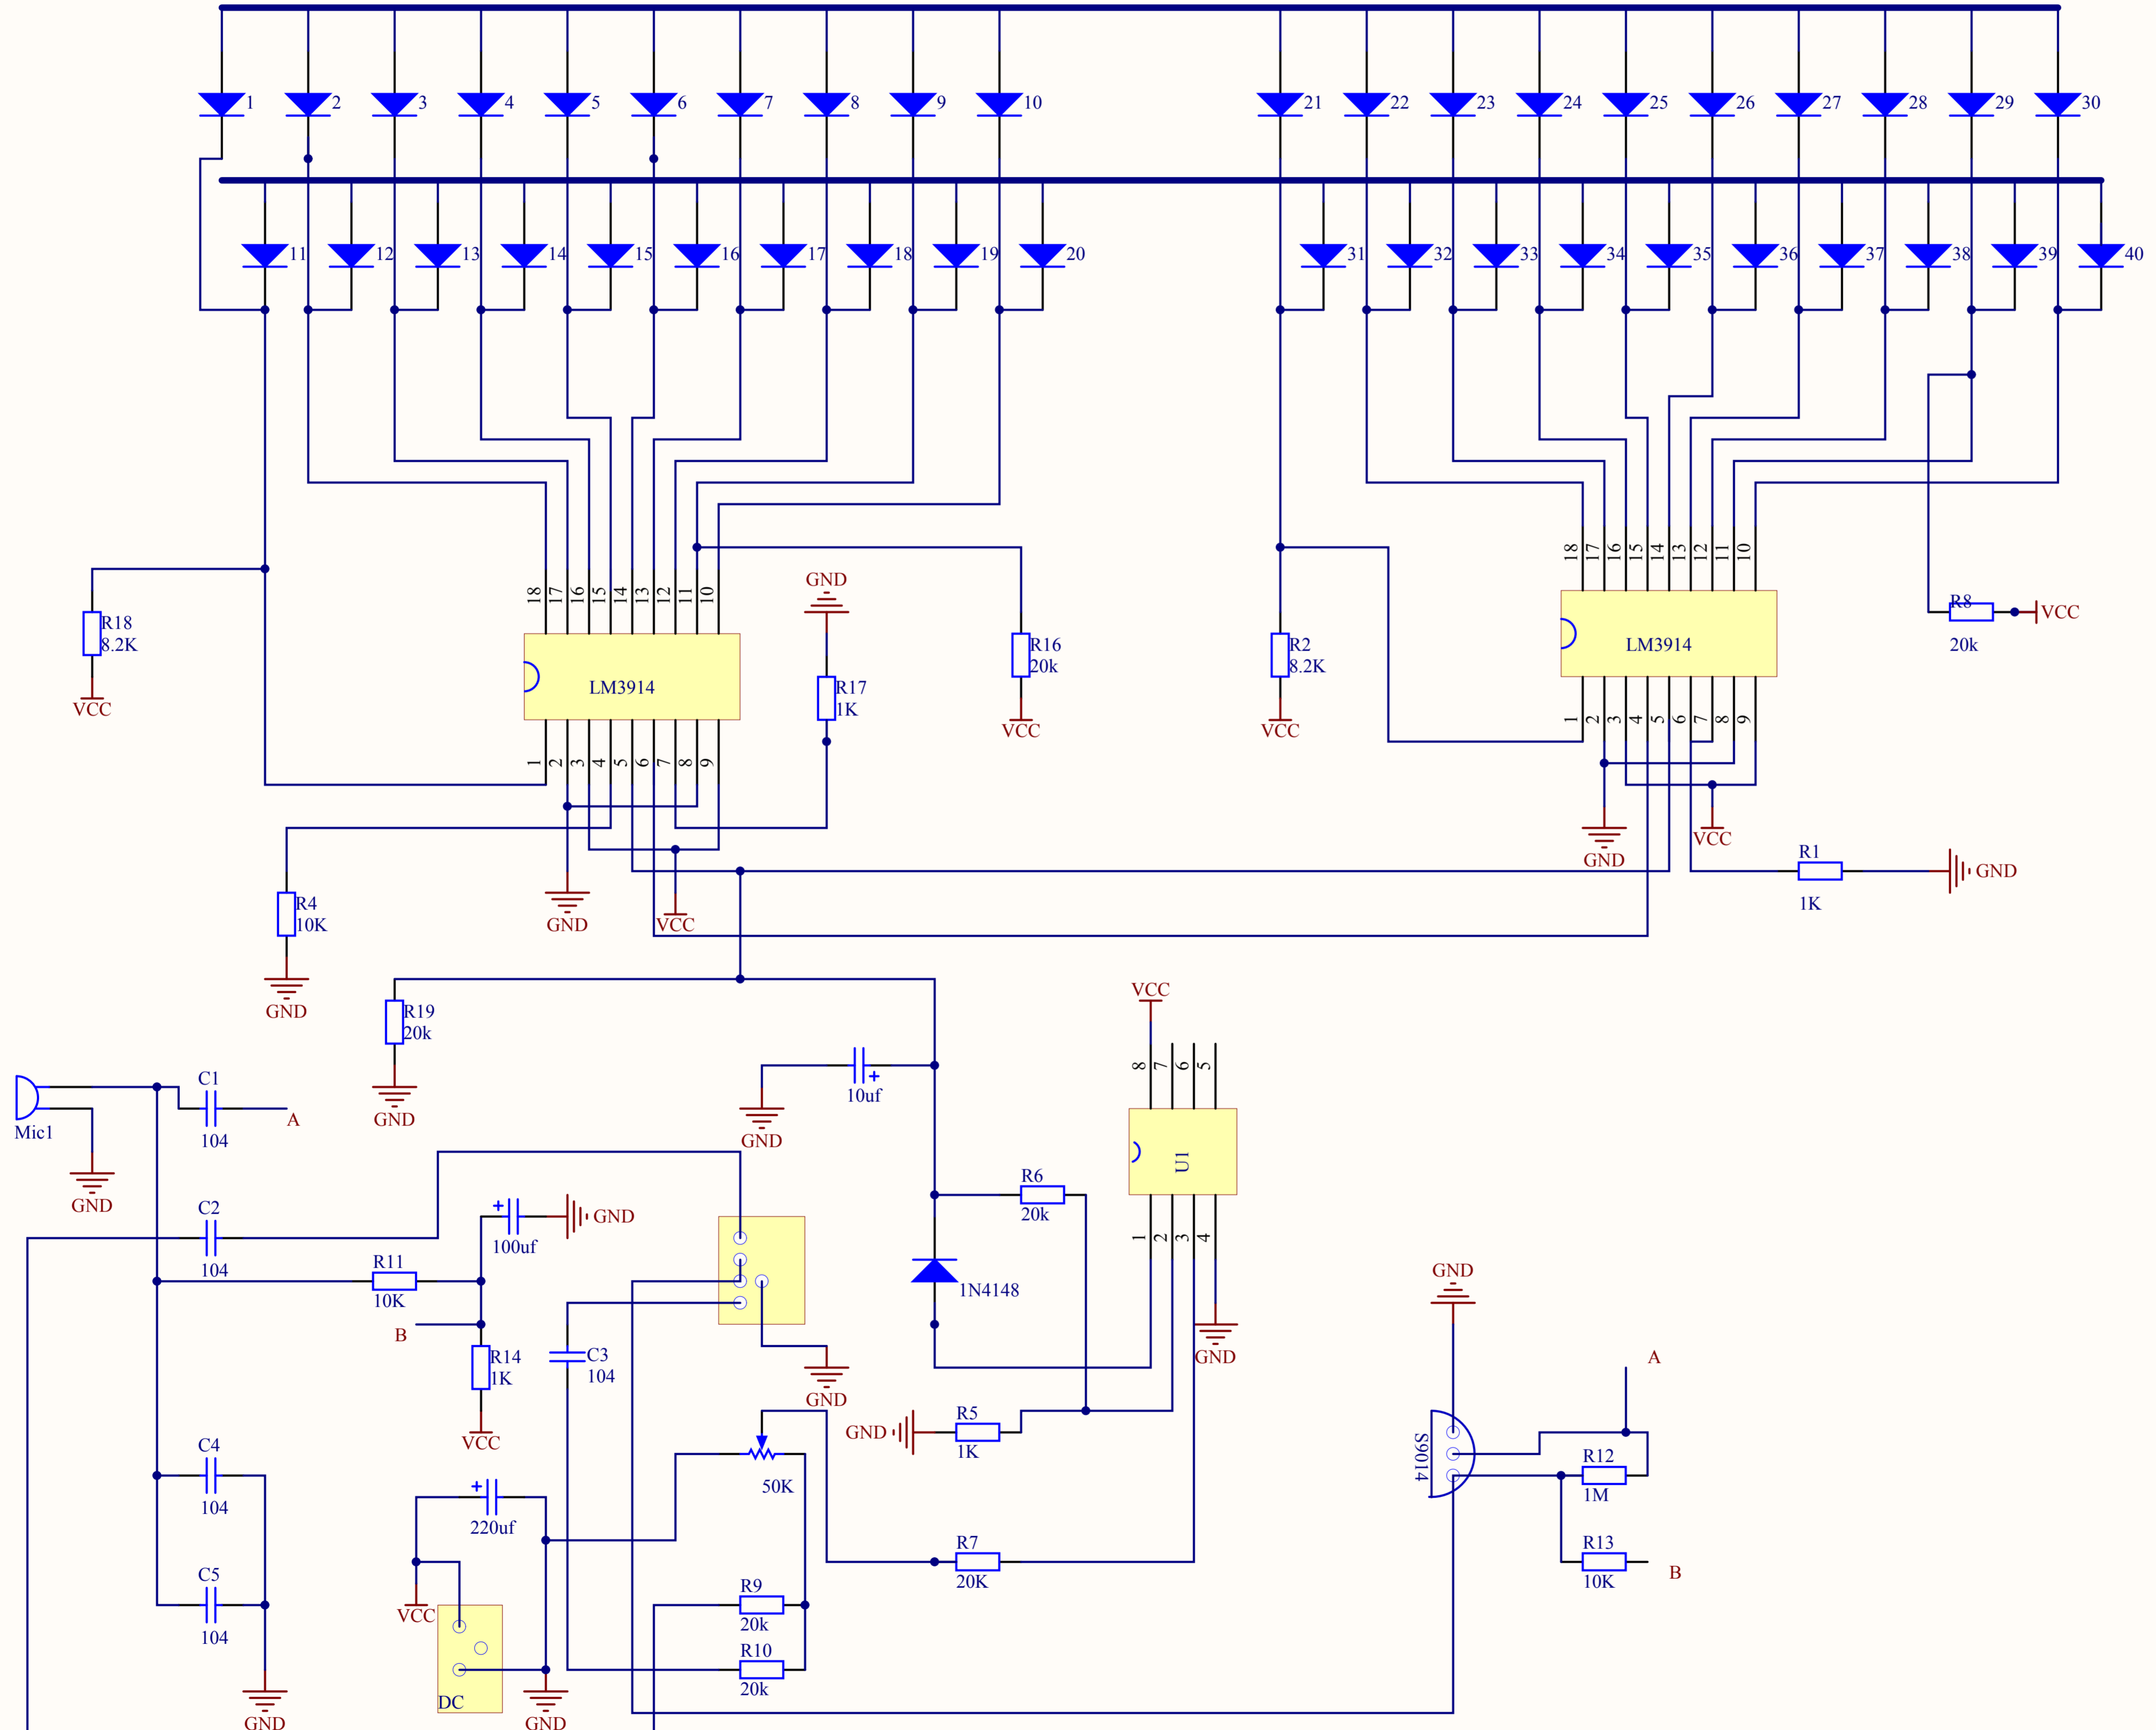 1 2 3 4 5 6 7 8 9 10 21 22 23 24 25 26 27 28 29 30
11 12 13 14 15 16 17 18 19 20 31 32 33 34 35 36 37 38 39 40
18 17 16 15 14 13 12 11 10
18 17 16 15 14 13 12 11 10
GND
R18
8.2K
VCC
LM3914
R17
1K
R16
20k
VCC
R2
8.2K
VCC
LM3914
R8
20k
VCC
1 2 3 4 5 6 7 8 9
1 2 3 4 5 6 7 8 9
GND
VCC
R1
1K
GND
R4
10K
GND
GND
VCC
R19
20k
GND
VCC
8 7 6 5
10uf
GND
Mic1
GND
C1
104
A
U1
C2
104
100uf
GND
R6
20k
1 2 3 4
R11
10K
B
R14
1K
VCC
C3
104
GND
1N4148
GND
GND
A
S9014
R12
1M
R13
10K
B
GND
R5
1K
50K
C4
104
220uf
R7
20K
C5
104
GND
VCC
DC
GND
R9
20k
R10
20k